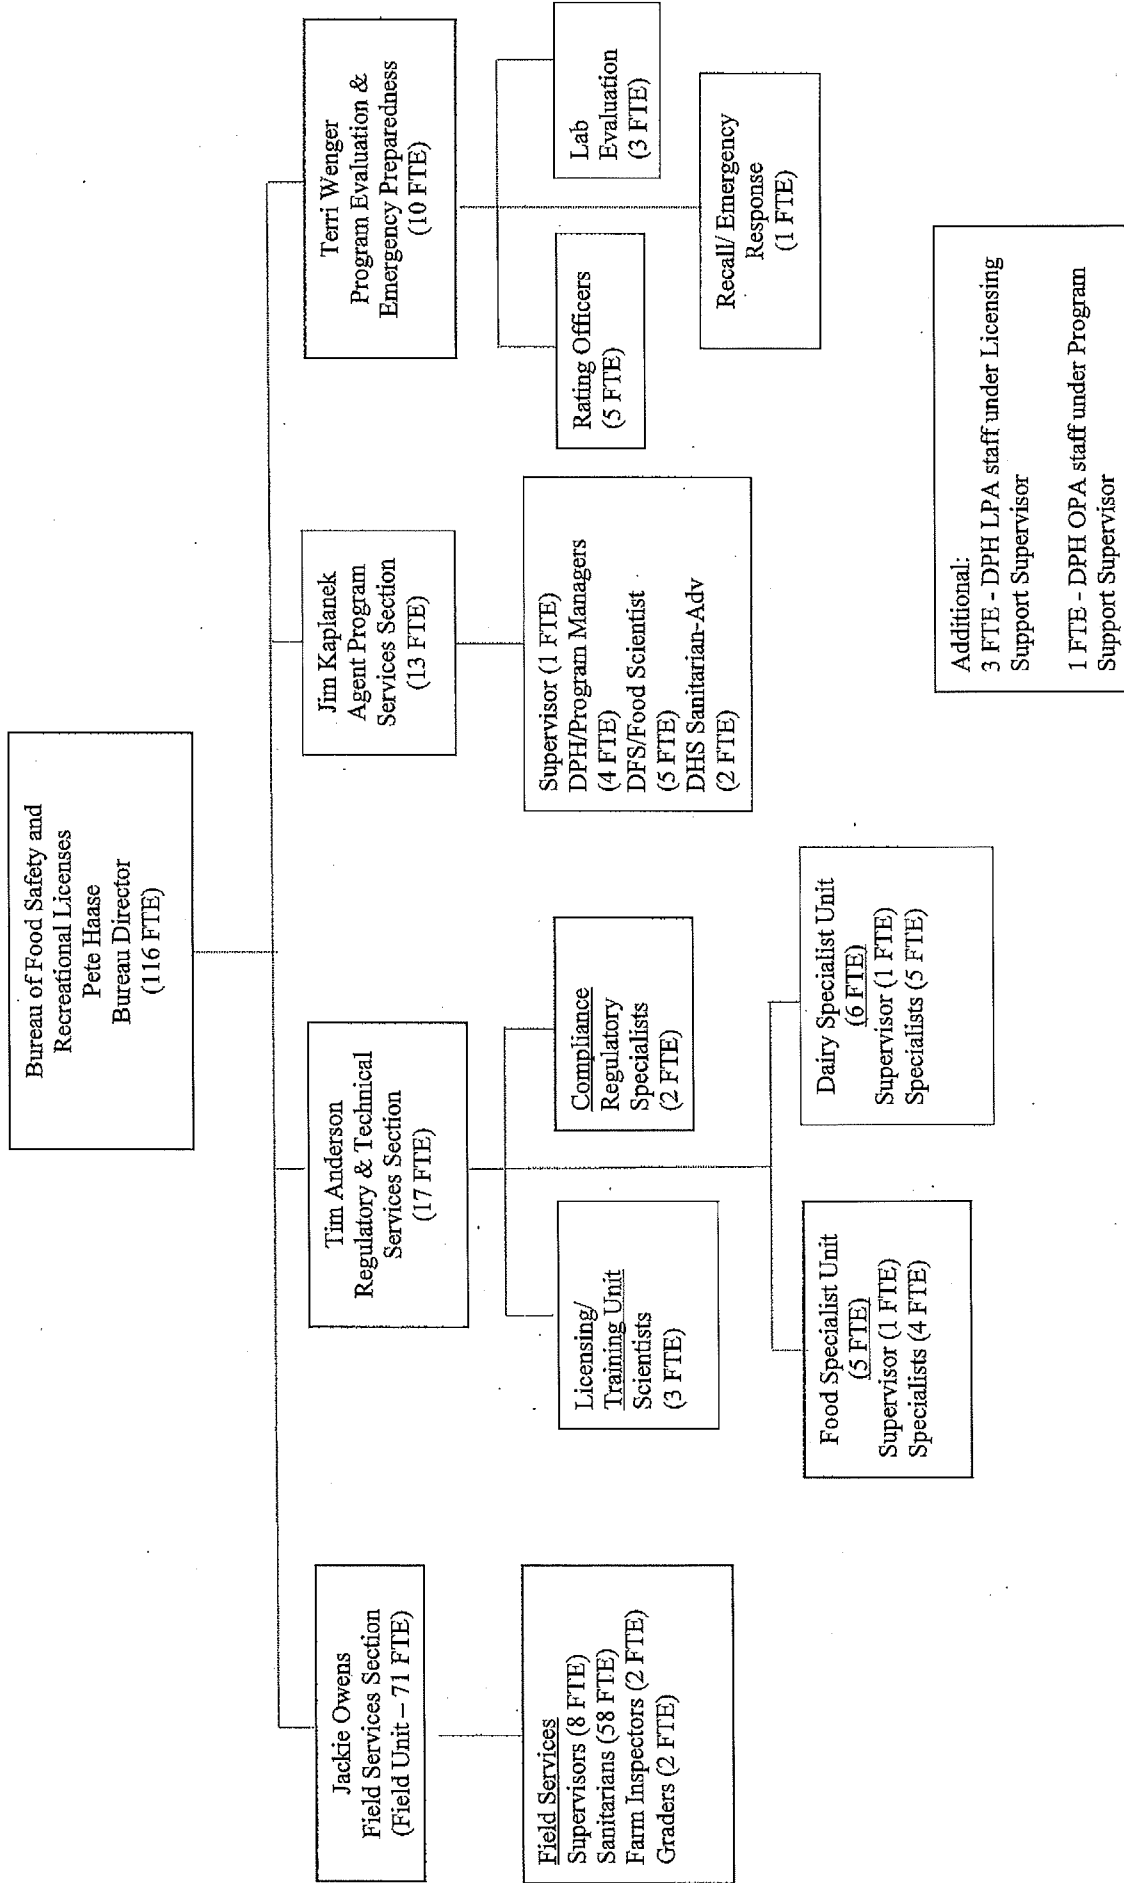 Bureau of Food Safety and
Recreational Licenses
Pete Haase
Bureau Director
(116 FTE)
Jackie Owens
Field Services Section
(Field Unit – 71 FTE)
Field Services
Supervisors (8 FTE)
Sanitarians (58 FTE)
Farm Inspectors (2 FTE)
Graders (2 FTE)
Tim Anderson
Regulatory & Technical
Services Section
(17 FTE)
Licensing/
Training Unit
Scientists
(3 FTE)
Compliance
Regulatory
Specialists
(2 FTE)
Food Specialist Unit
(5 FTE)
Supervisor (1 FTE)
Specialists (4 FTE)
Dairy Specialist Unit
(6 FTE)
Supervisor (1 FTE)
Specialists (5 FTE)
Jim Kaplanek
Agent Program
Services Section
(13 FTE)
Supervisor (1 FTE)
DPH/Program Managers
(4 FTE)
DFS/Food Scientist
(5 FTE)
DHS Sanitarian-Adv
(2 FTE)
Terri Wenger
Program Evaluation &
Emergency Preparedness
(10 FTE)
Rating Officers
(5 FTE)
Lab
Evaluation
(3 FTE)
Recall/ Emergency
Response
(1 FTE)
Additional:
3 FTE - DPH LPA staff under Licensing
Support Supervisor
1 FTE - DPH OPA staff under Program
Support Supervisor